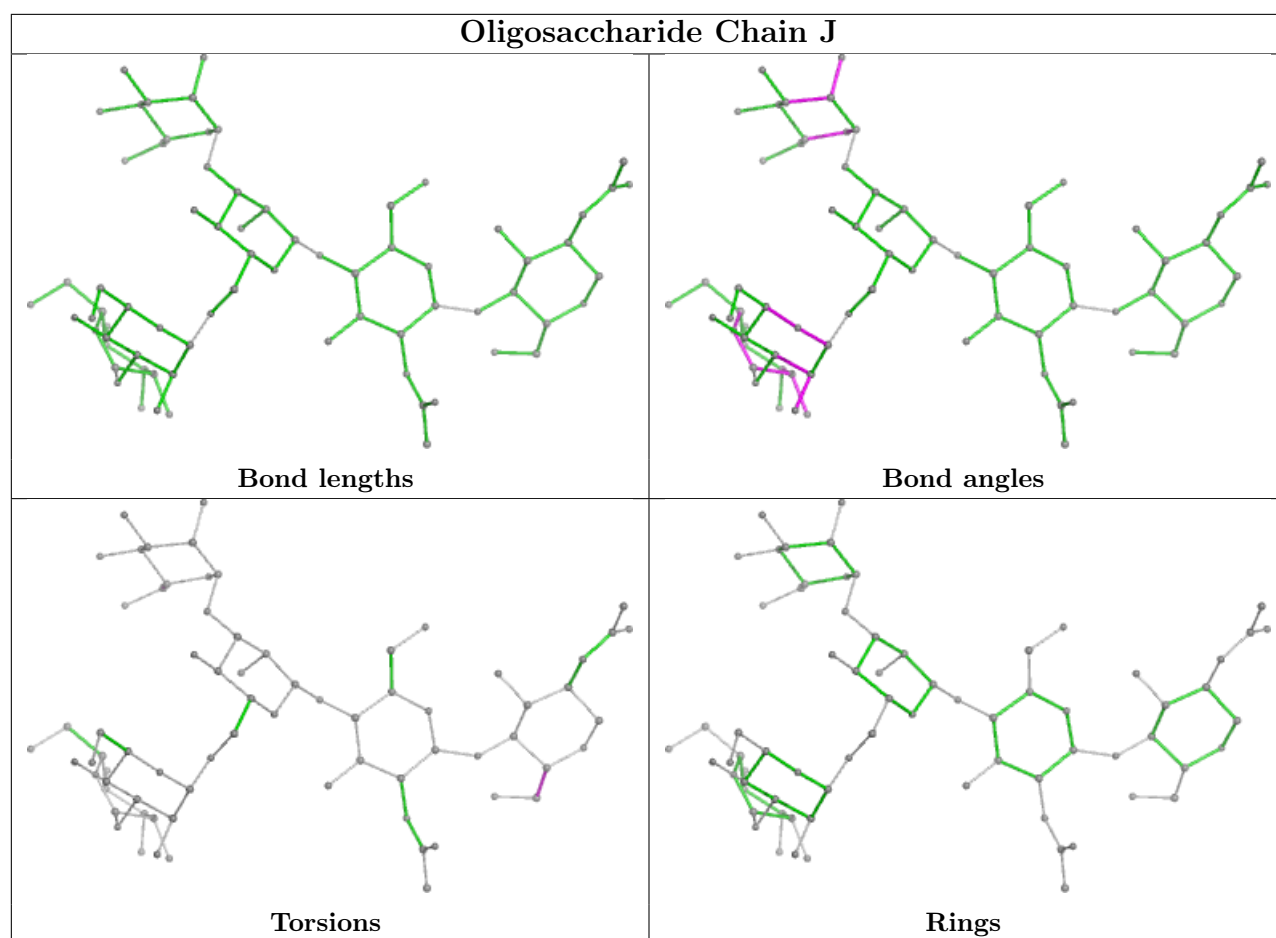 Oligosaccharide Chain J
Bond lengths
Bond angles
Torsions
Rings